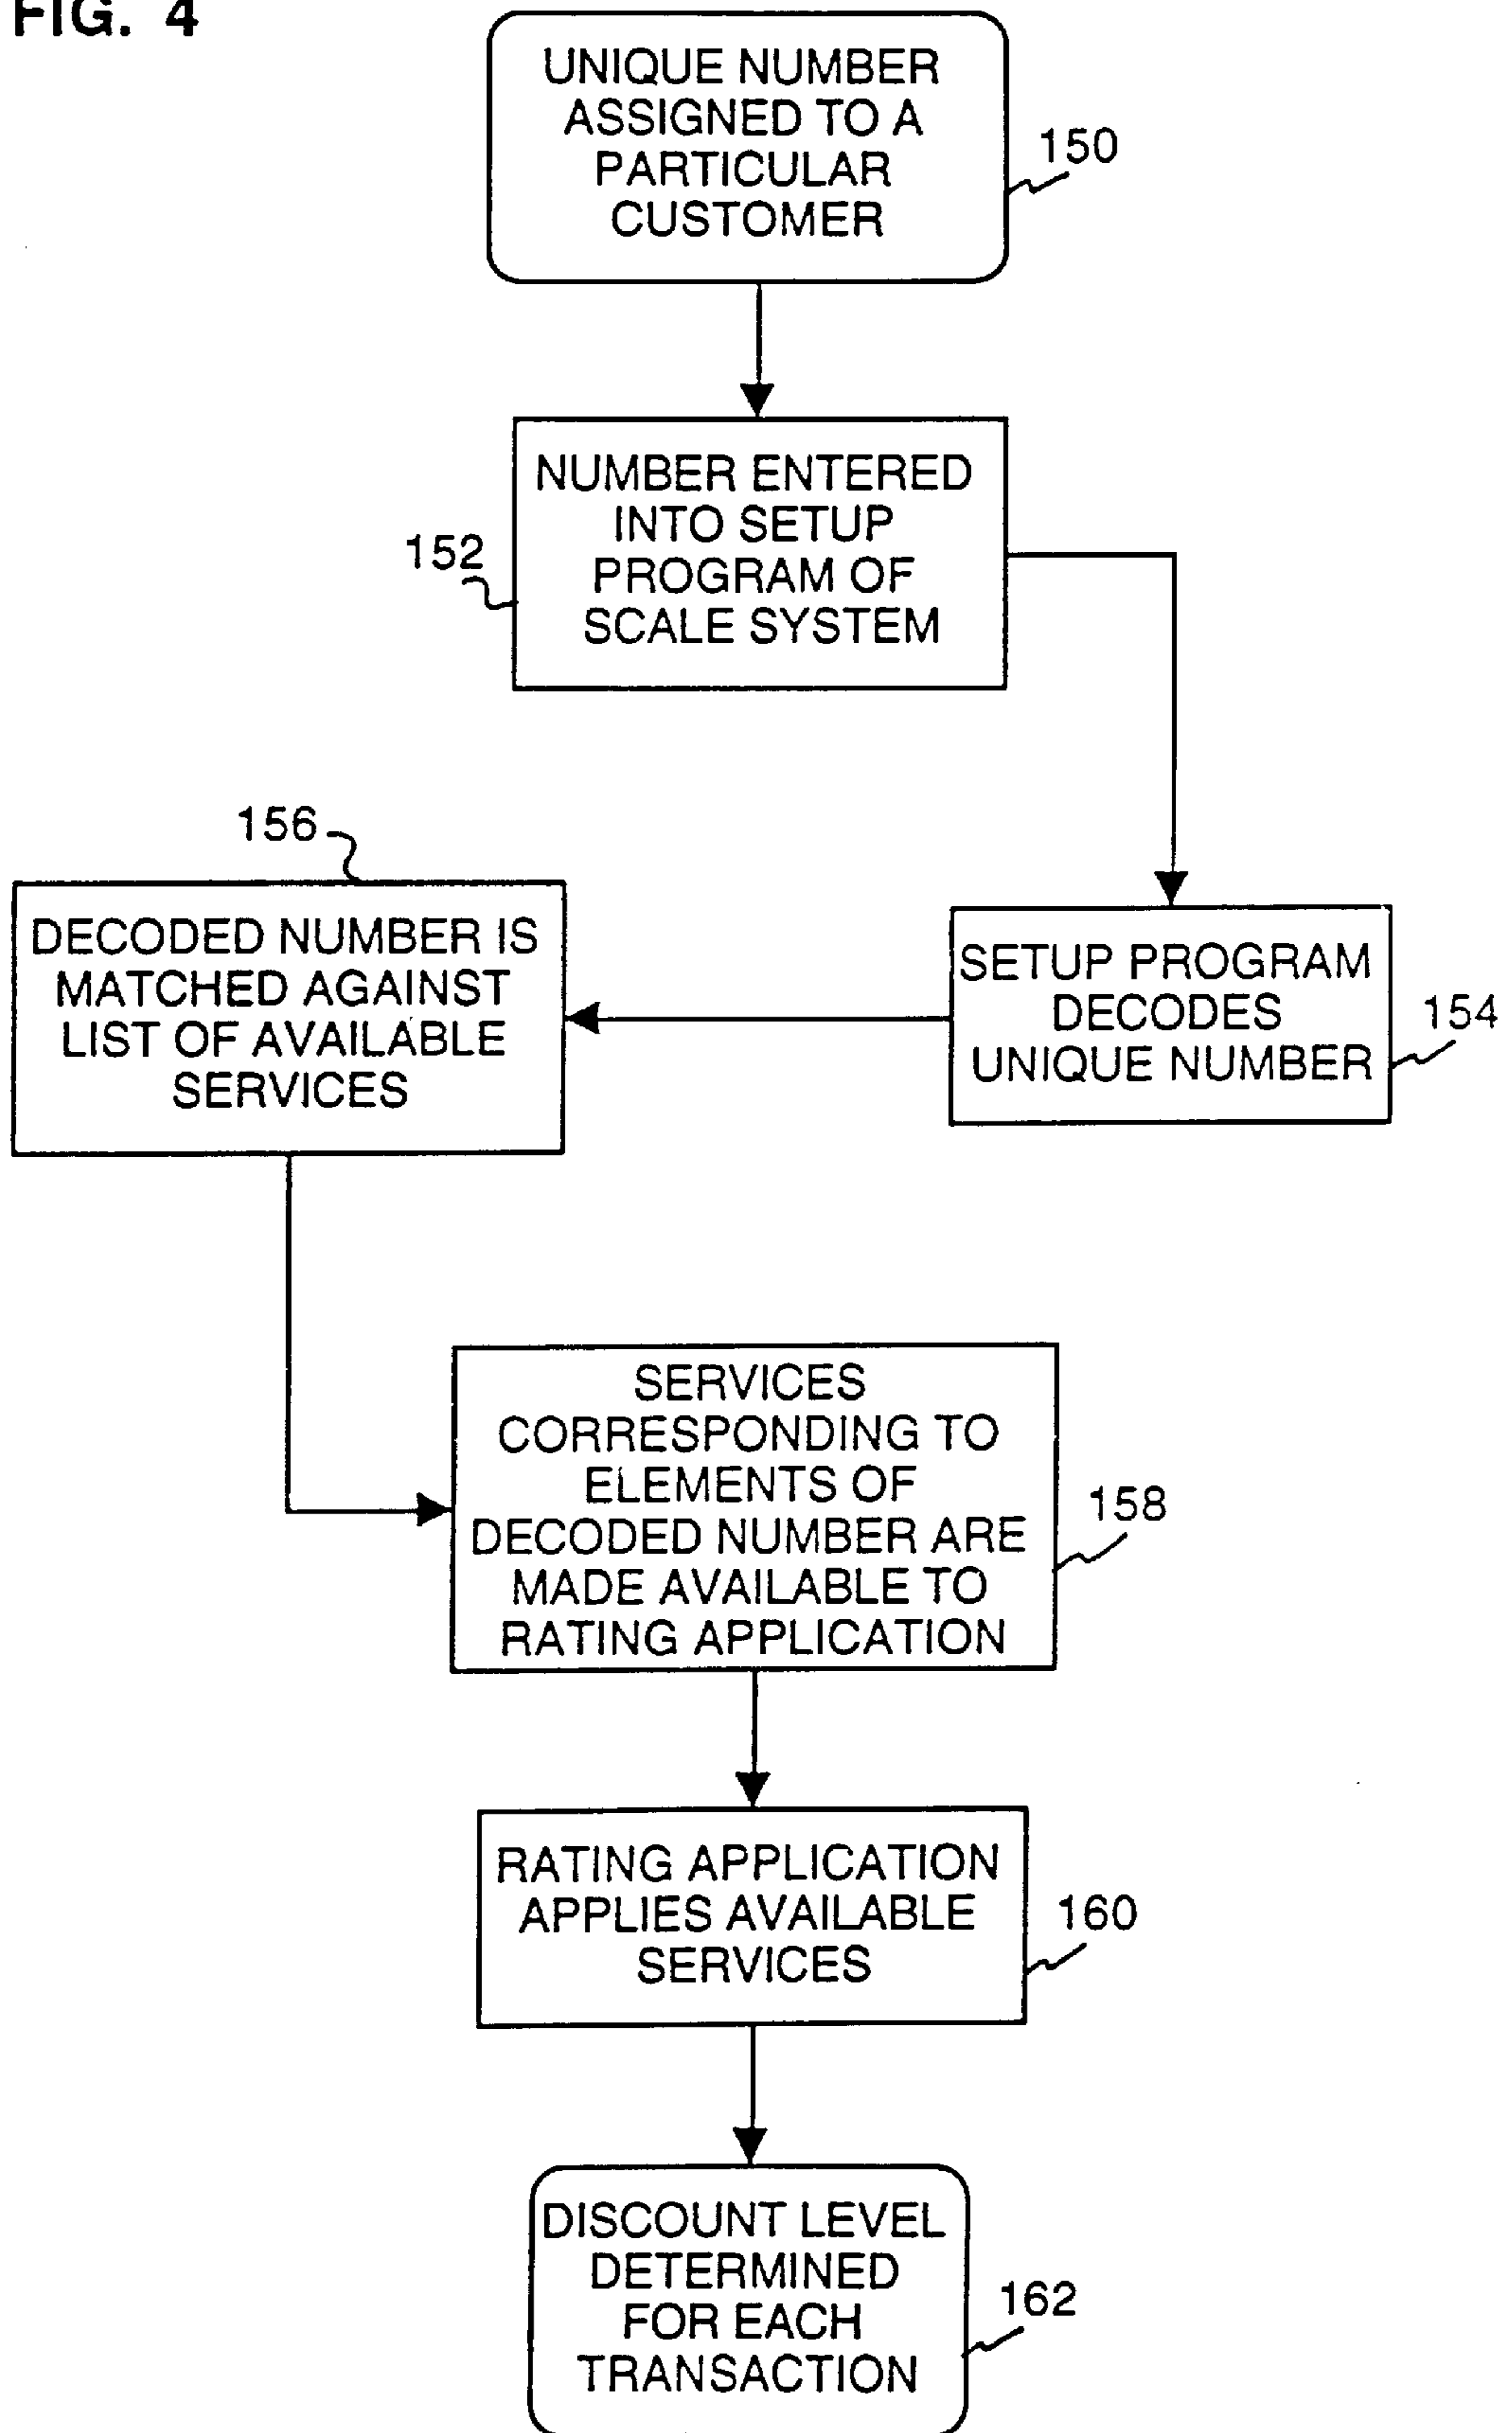 FIG. 4
UNIQUE NUMBER
ASSIGNED TO A
PARTICULAR
CUSTOMER
150
NUMBER ENTERED
INTO SETUP
PROGRAM OF
SCALE SYSTEM
152
SETUP PROGRAM
DECODES
UNIQUE NUMBER
154
156
DECODED NUMBER IS
MATCHED AGAINST
LIST OF AVAILABLE
SERVICES
SERVICES
CORRESPONDING TO
ELEMENTS OF
DECODED NUMBER ARE
MADE AVAILABLE TO
RATING APPLICATION
158
RATING APPLICATION
APPLIES AVAILABLE
SERVICES
160
DISCOUNT LEVEL
DETERMINED
FOR EACH
TRANSACTION
162